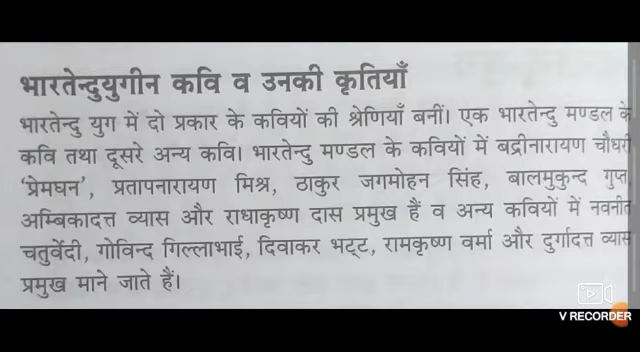 भारतेन्दुयुगीन कवि व उनकी कृतियाँ
भारतेन्दु युग में दो प्रकार के कवियों की श्रेणियाँ बनीं। एक भारतेन्दु मण्डल के
कवि तथा दूसरे अन्य कवि। भारतेन्दु मण्डल के कवियों में बद्रीनारायण चौधरी
‘प्रेमघन’, प्रतापनारायण मिश्र, ठाकुर जगमोहन सिंह, बालमुकुन्द गुप्त,
अम्बिकादत्त व्यास और राधाकृष्ण दास प्रमुख हैं व अन्य कवियों में नवनीत
चतुर्वेदी, गोविन्द गिल्लाभाई, दिवाकर भट्ट, रामकृष्ण वर्मा और दुर्गादत्त व्यास
प्रमुख माने जाते हैं।
V RECORDER